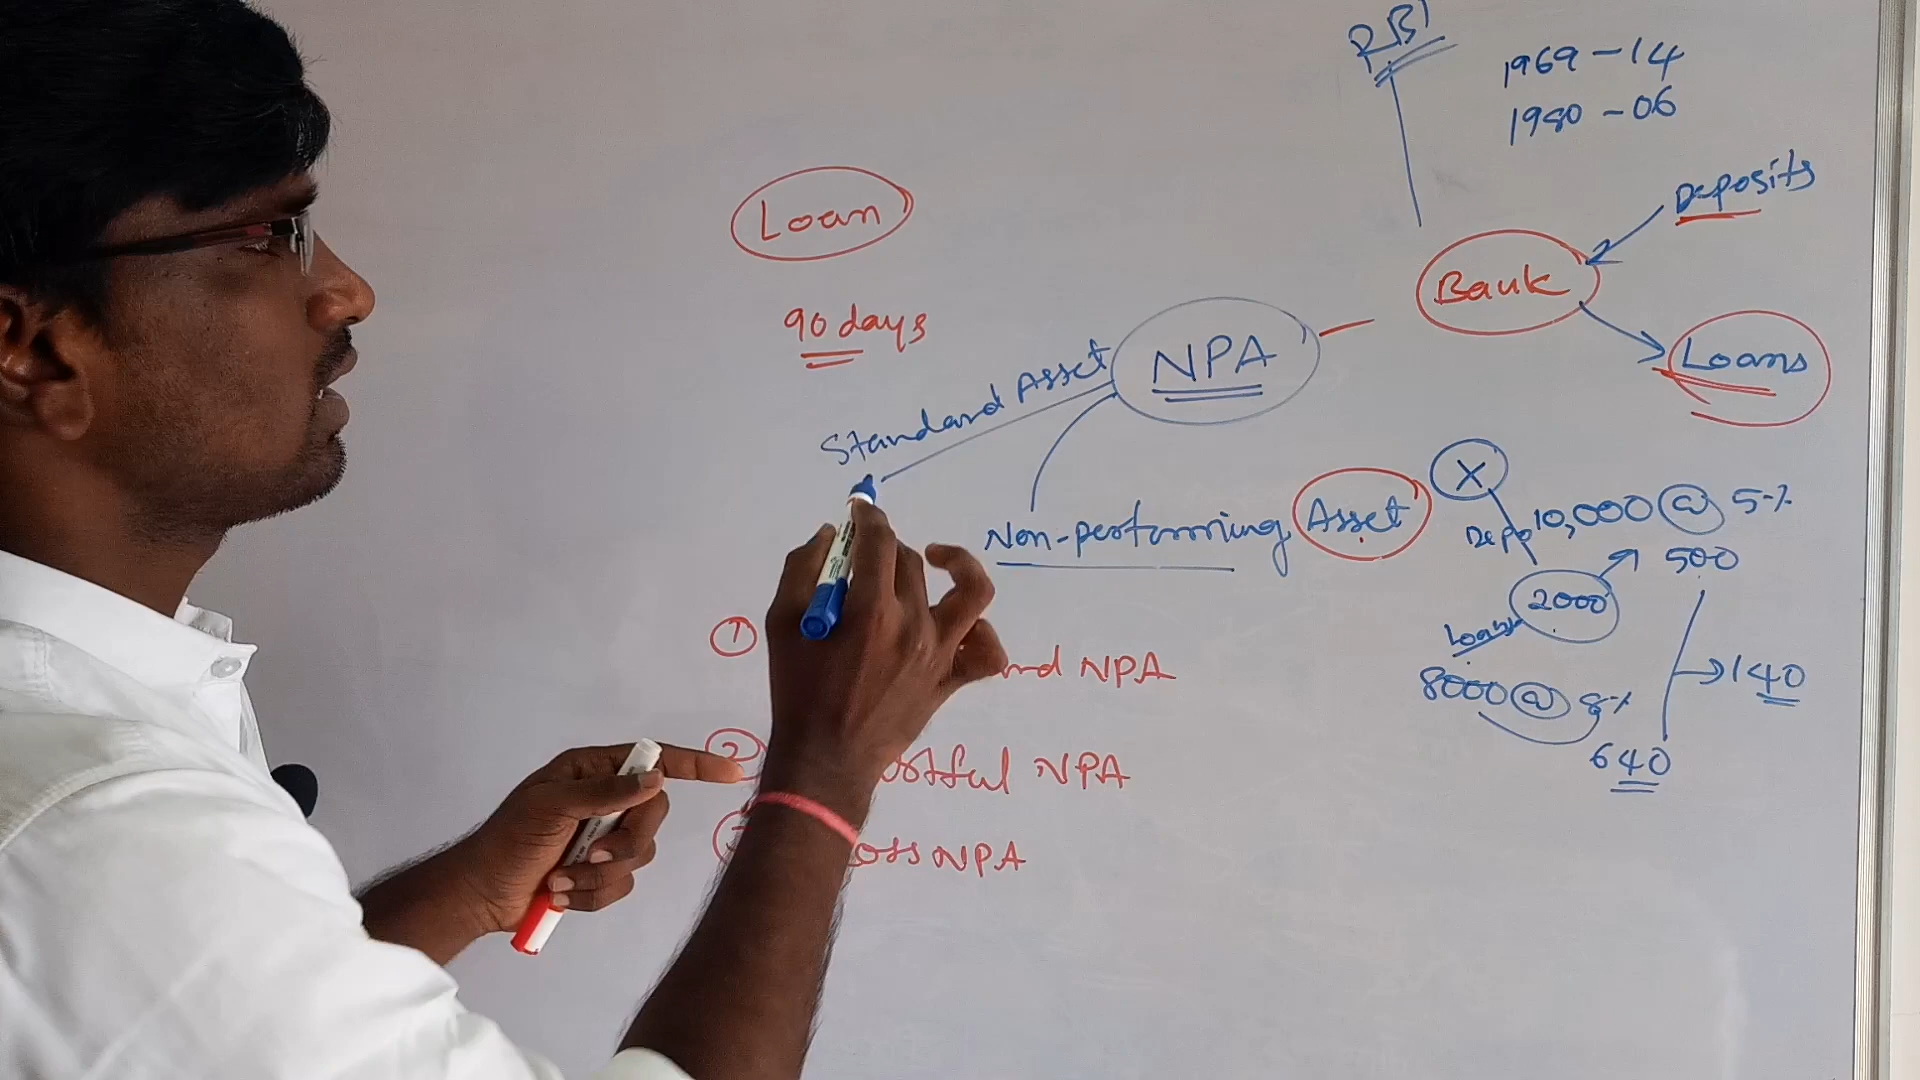 RBI
1969 - 14
1980 - 06
Deposits
Loan
Bank
90 days
NPA
Loans
Standard Asset
X
Non-performing Asset
Depo 10,000 @ 5%
500
2000
Loans
8000 @ 8%
140
640
1
NPA
2
NPA
NPA